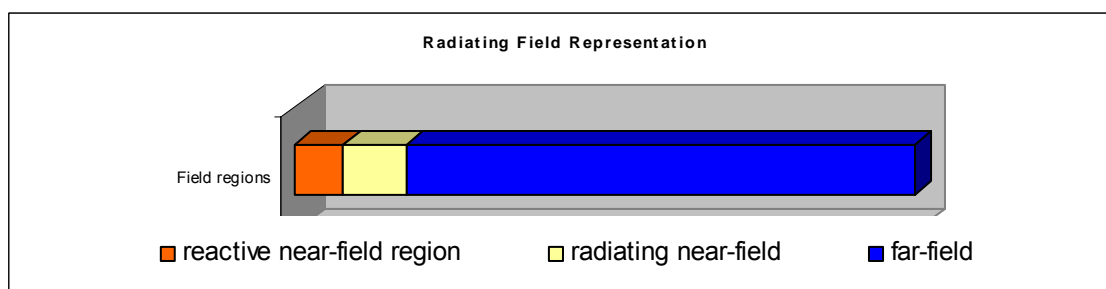 Radiating Field Representation
Field regions
reactive near-field region radiating near-field far-field